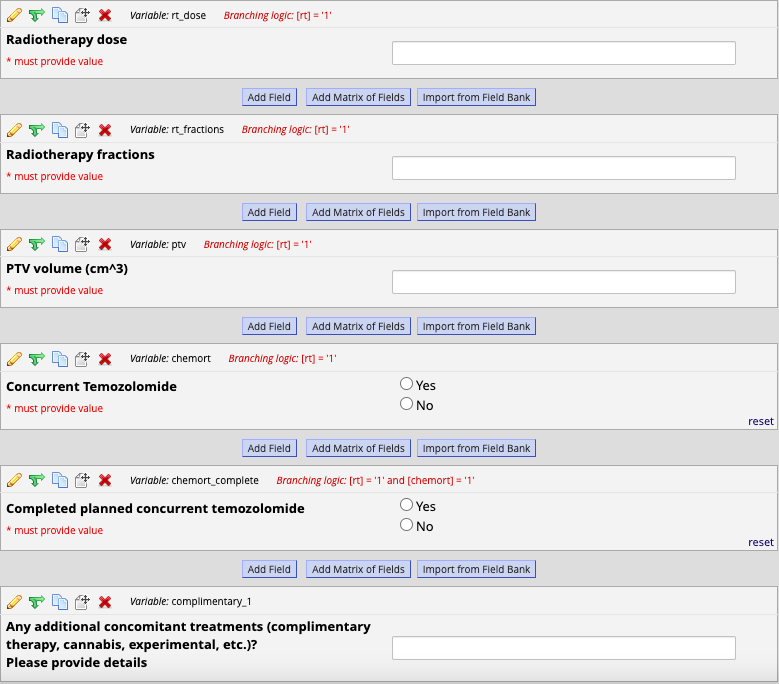 Variable: rt_dose Branching logic: [rt] = '1'
Radiotherapy dose
* must provide value
Add Field Add Matrix of Fields Import from Field Bank
Variable: rt_fractions Branching logic: [rt] = '1'
Radiotherapy fractions
* must provide value
Add Field Add Matrix of Fields Import from Field Bank
Variable: ptv Branching logic: [rt] = '1'
PTV volume (cm^3)
* must provide value
Add Field Add Matrix of Fields Import from Field Bank
Variable: chemort Branching logic: [rt] = '1'
Concurrent Temozolomide
Yes
* must provide value
No
reset
Add Field Add Matrix of Fields Import from Field Bank
Variable: chemort_complete Branching logic: [rt] = '1' and [chemort] = '1'
Completed planned concurrent temozolomide
Yes
* must provide value
No
reset
Add Field Add Matrix of Fields Import from Field Bank
Variable: complimentary_1
Any additional concomitant treatments (complimentary
therapy, cannabis, experimental, etc.)?
Please provide details